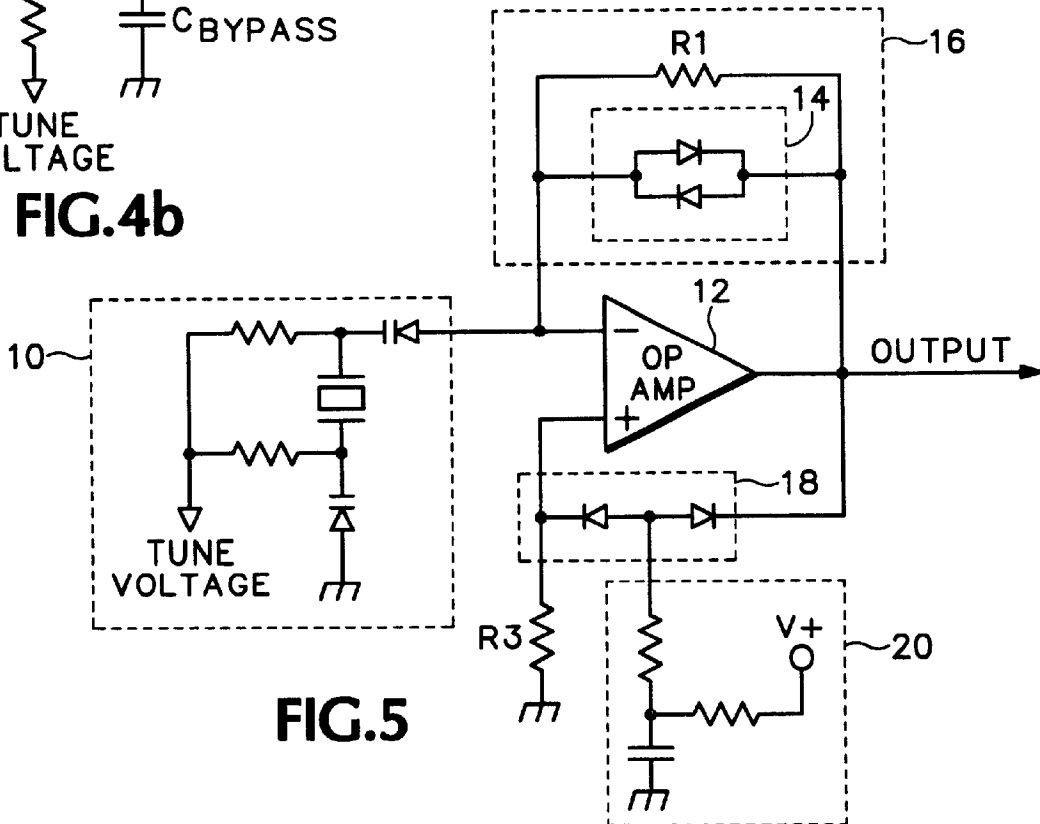 C BYPASS
TUNE
LTAGE
FIG.4b
16
R1
14
12
10
−
OP
AMP
+
OUTPUT
18
TUNE
VOLTAGE
R3
V+
20
FIG.5